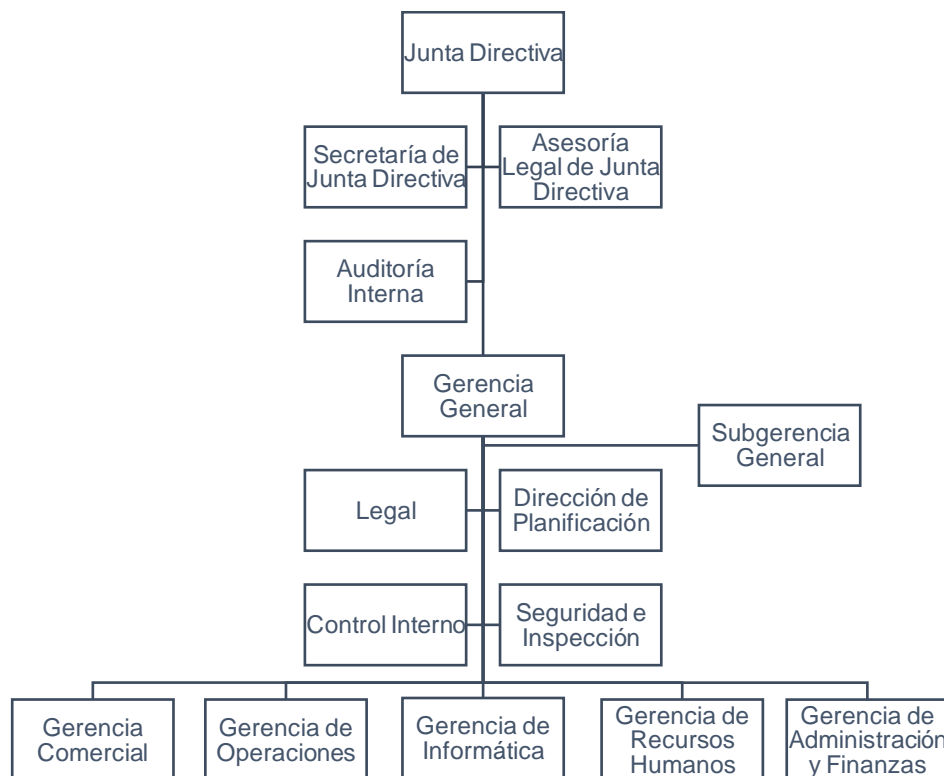 Junta Directiva
Secretaría de
Junta Directiva
Asesoría
Legal de Junta
Directiva
Auditoría
Interna
Gerencia
General
Subgerencia
General
Legal
Dirección de
Planificación
Control Interno
Seguridad e
Inspección
Gerencia
Comercial
Gerencia de
Operaciones
Gerencia de
Informática
Gerencia de
Recursos
Humanos
Gerencia de
Administración
y Finanzas